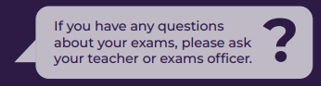 If you have any questions
about your exams, please ask
your teacher or exams officer.
?